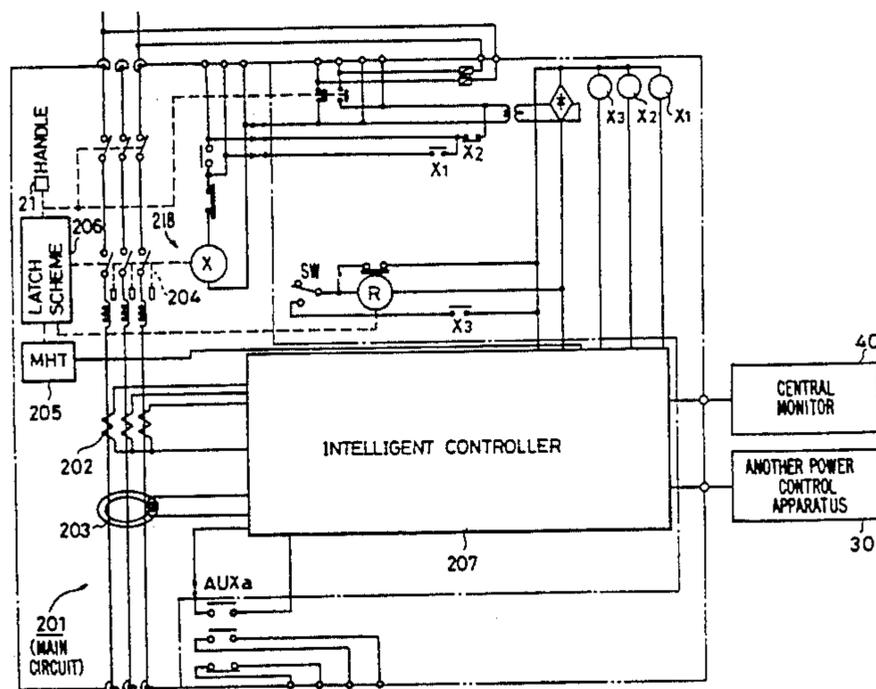 X3
X2
X1
HANDLE
21
206
218
X2
X1
LATCH
SCHEME
X
SW
204
R
X3
MHT
205
40
CENTRAL
MONITOR
202
INTELLIGENT CONTROLLER
ANOTHER POWER
CONTROL
APPARATUS
203
207
30
AUXa
201
(MAIN
CIRCUIT)